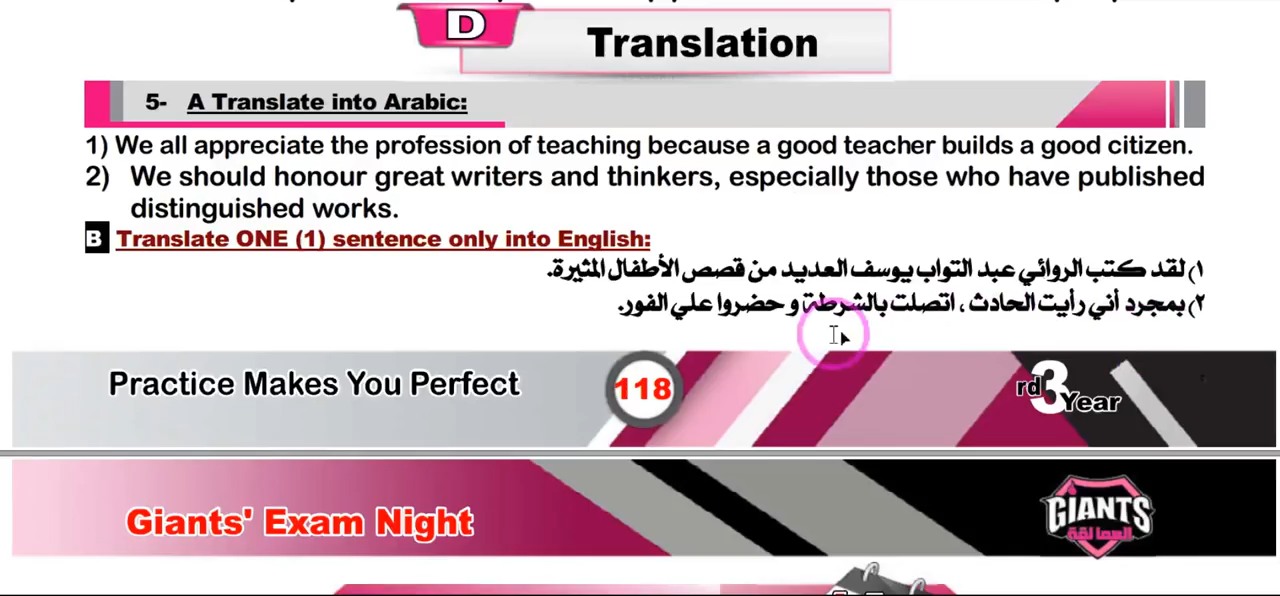 D
Translation
5- A Translate into Arabic:
1) We all appreciate the profession of teaching because a good teacher builds a good citizen.
2) We should honour great writers and thinkers, especially those who have published
distinguished works.
B Translate ONE (1) sentence only into English:
١) لقد كتب الروائي عبد التواب يوسف العديد من قصص الأطفال المثيرة.
٢) بمجرد أني رأيت الحادث، اتصلت بالشرطة و حضروا علي الفور.
Practice Makes You Perfect
118
3rd Year
Giants' Exam Night
GiANTS
العمالقة